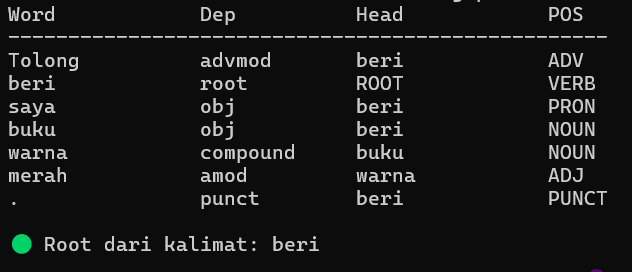 Word Dep Head POS
--------------------------------------------------
Tolong advmod beri ADV
beri root ROOT VERB
saya obj beri PRON
buku obj beri NOUN
warna compound buku NOUN
merah amod warna ADJ
. punct beri PUNCT
Root dari kalimat: beri